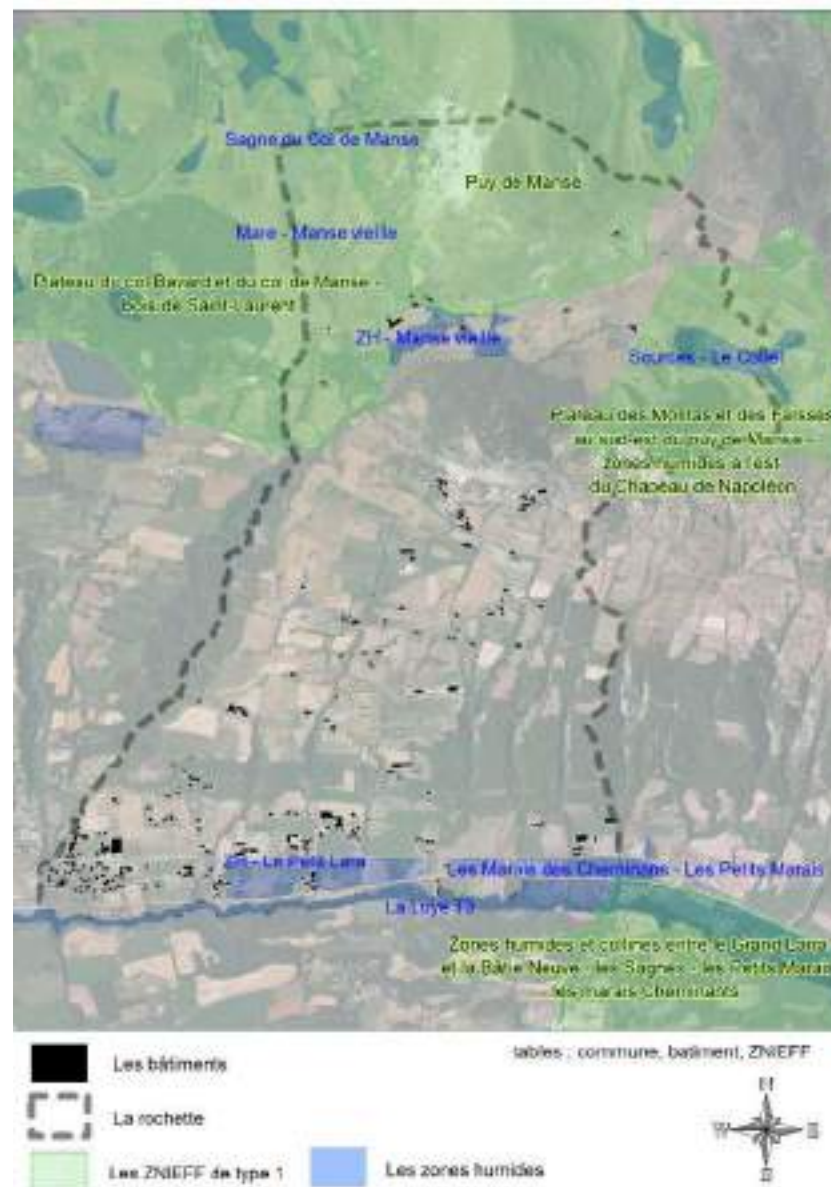 Sagne du Col de Manse
Puy de Manse
Mare - Manse vieille
Plateau du col Bayard et du col de Manse -
bois de Saint-Laurent
ZH - Manse vieille
Sources - Le Collet
Plateau des Moittas et des Faisses
au sud-est du puy de Manse -
zones humides à l'est
du Chapeau de Napoléon
ZH - Le Petit Lara
Les Marais des Cheminans - Les Petits Marais
La Luye
Zones humides et collines entre le Grand Larra
et la Bâtie Neuve - les Sagnes - les Petits Marais
- les marais Cheminants
Les bâtiments
tables : commune, batiment, ZNIEFF
La rochette
N
W
E
S
Les ZNIEFF de type 1
Les zones humides